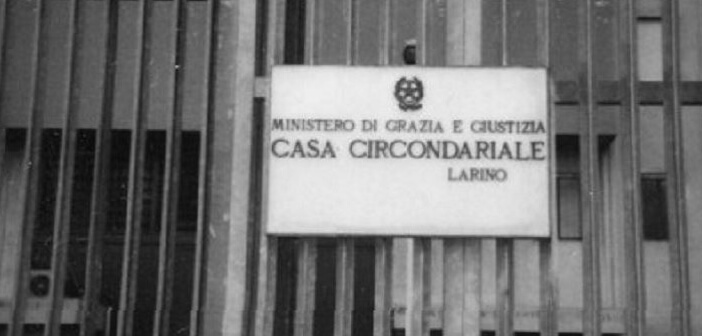 MINISTERO DI GRAZIA E GIUSTIZIA
CASA CIRCONDARIALE
LARINO